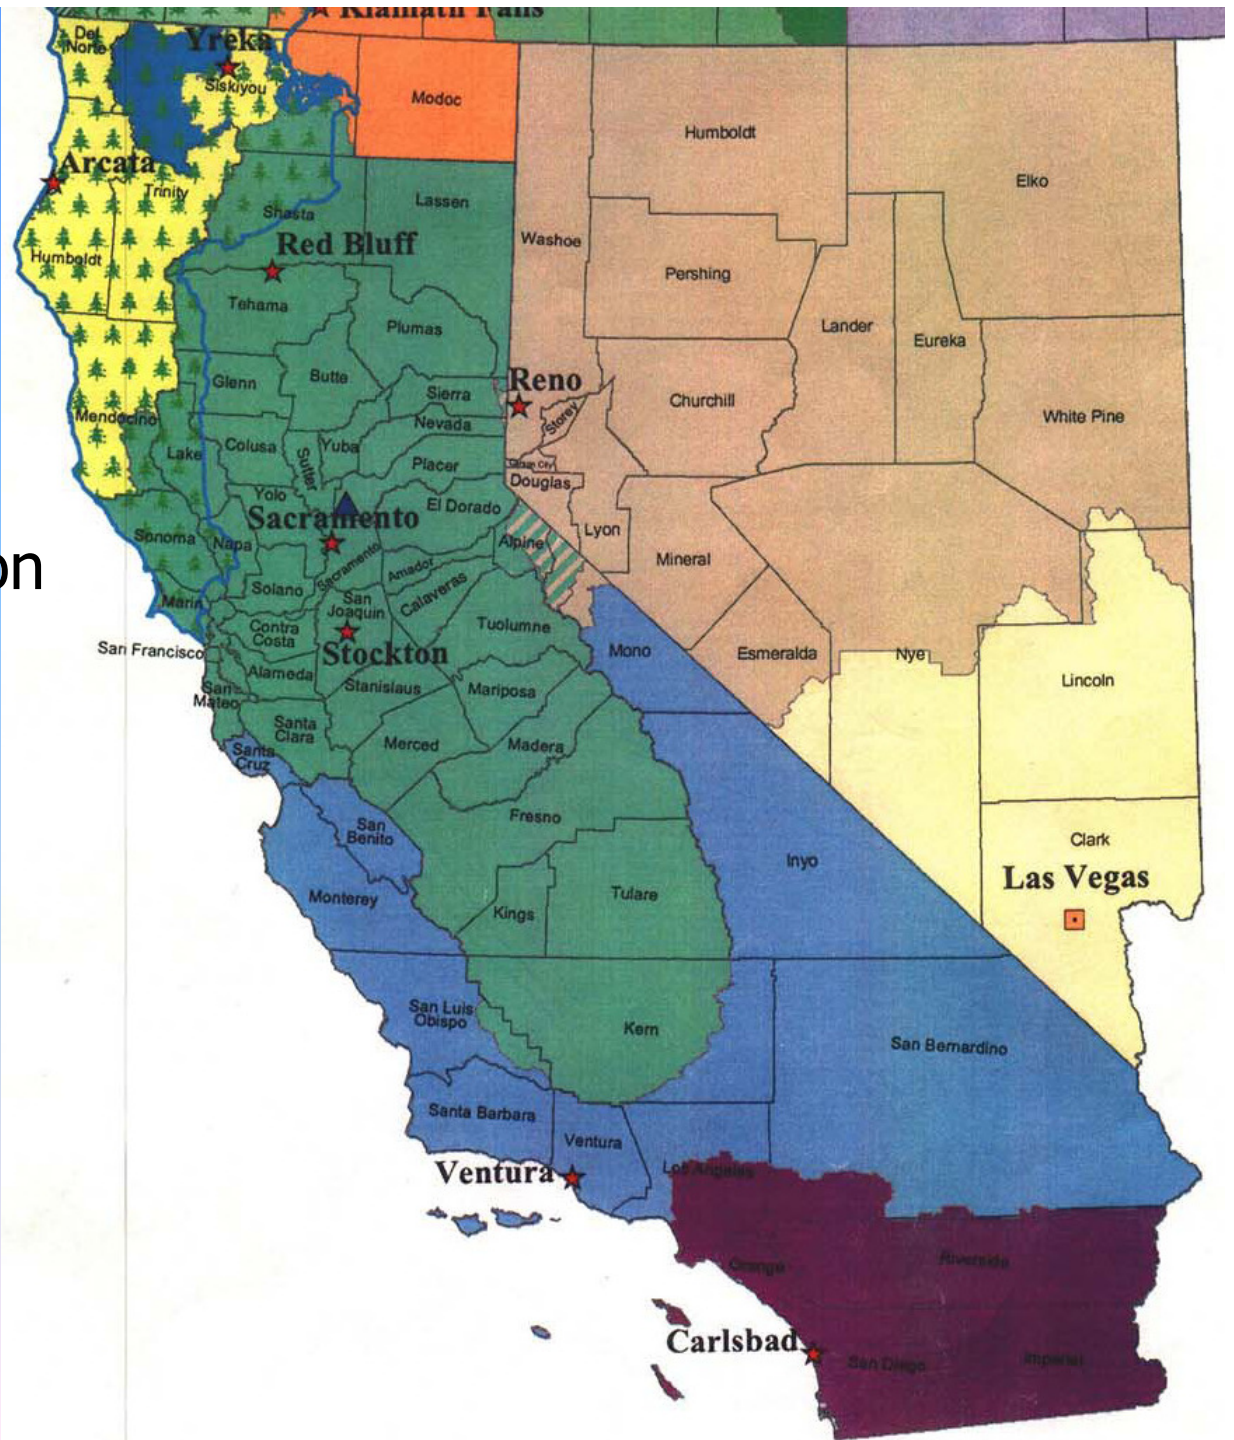 Klamath Falls
Del
Norte
Yreka
Siskiyou
Modoc
Humboldt
Elko
Arcata
Trinity
Lassen
Shasta
Washoe
Humboldt
Red Bluff
Pershing
Tehama
Plumas
Lander
Eureka
Glenn
Butte
Sierra
Reno
Churchill
White Pine
Mendocino
Nevada
Storey
Lake
Colusa
Sutter
Yuba
Placer
Carson City
Douglas
Yolo
El Dorado
Sacramento
Lyon
Sonoma
Napa
Alpine
Mineral
on
Sacramento
Amador
Solano
Calaveras
Marin
San
Joaquin
Contra
Costa
Tuolumne
San Francisco
Stockton
Mono
Esmeralda
Nye
Lincoln
Alameda
Stanislaus
Mariposa
San
Mateo
Santa
Clara
Merced
Madera
Santa
Cruz
Fresno
San
Benito
Clark
Inyo
Las Vegas
Monterey
Kings
Tulare
San Luis
Obispo
Kern
San Bernardino
Santa Barbara
Ventura
Los Angeles
Ventura
Orange
Riverside
Carlsbad
San Diego
Imperial